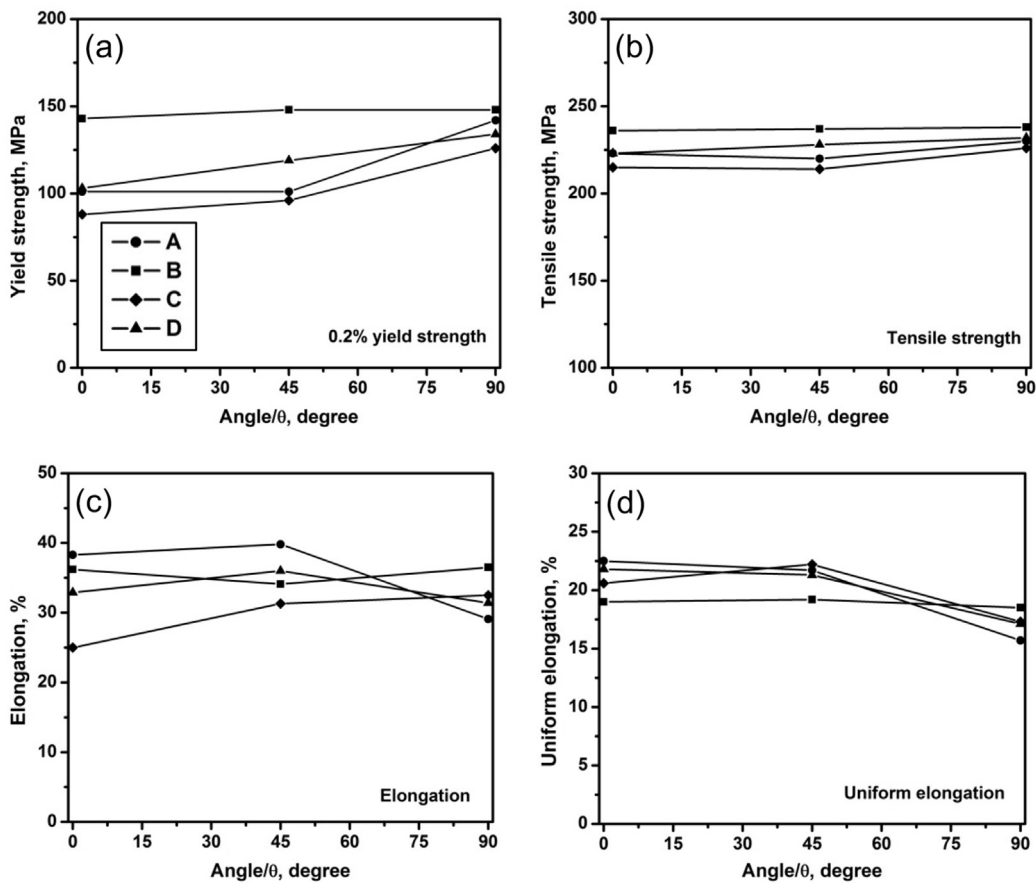 (a)
200
150
100
50
0
Yield strength, MPa
A
B
C
D
0.2% yield strength
0 15 30 45 60 75 90
Angle/θ, degree
(b)
300
250
200
150
100
Tensile strength, MPa
Tensile strength
0 15 30 45 60 75 90
Angle/θ, degree
(c)
50
40
30
20
10
0
Elongation, %
Elongation
0 15 30 45 60 75 90
Angle/θ, degree
(d)
30
25
20
15
10
5
0
Uniform elongation, %
Uniform elongation
0 15 30 45 60 75 90
Angle/θ, degree